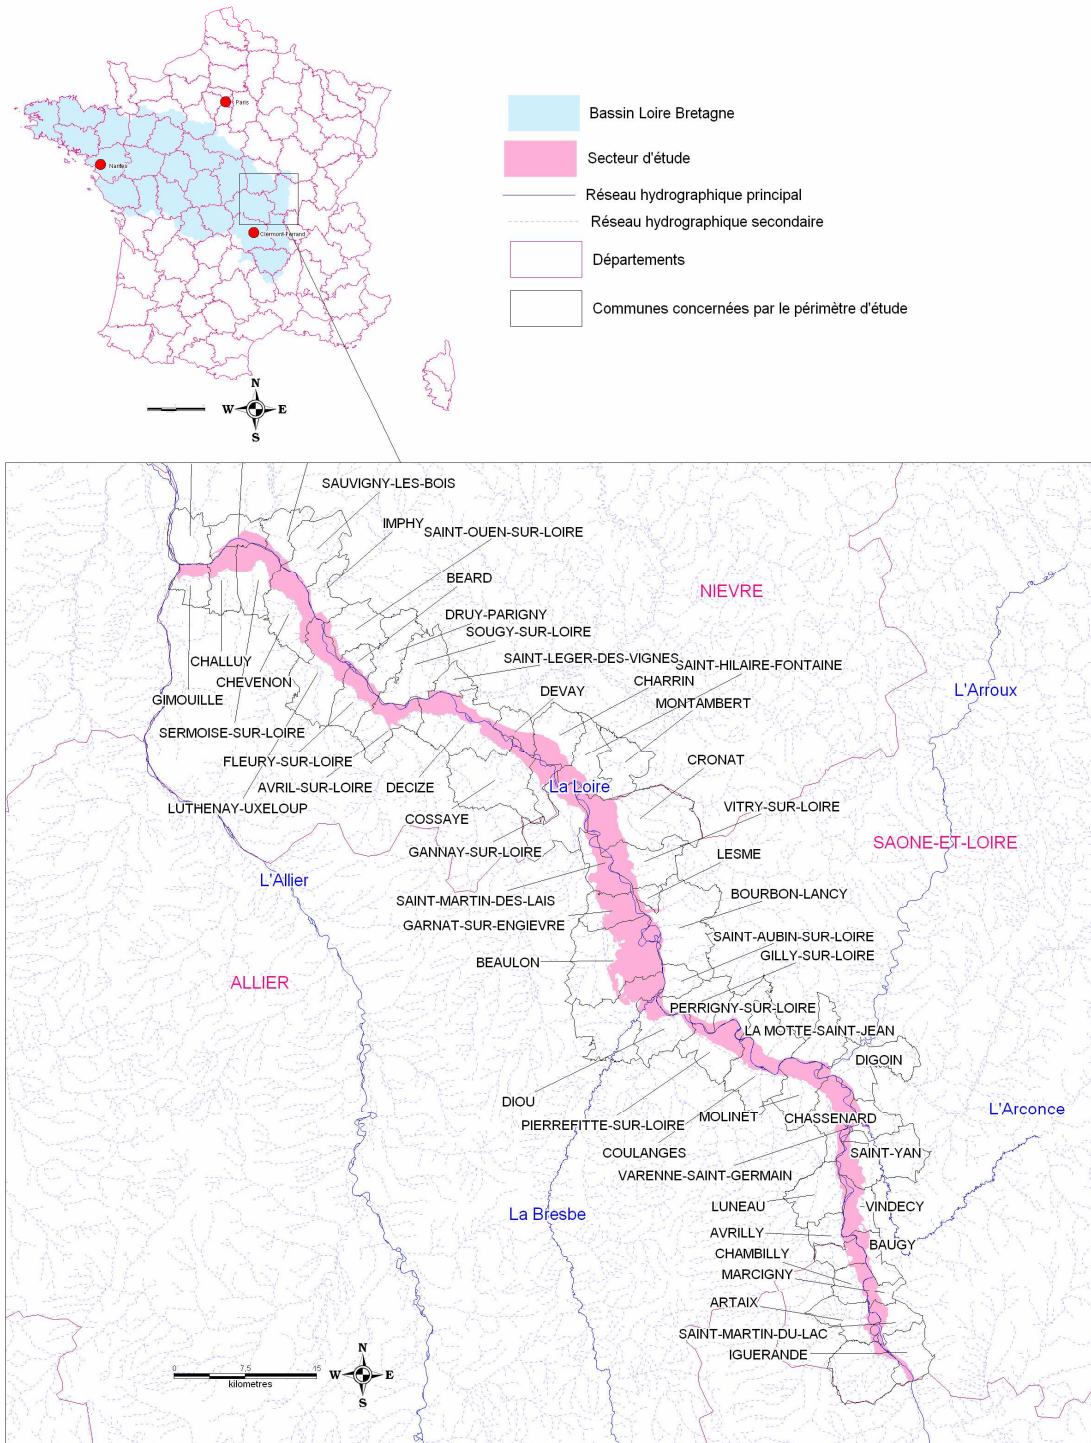 Paris
Nantes
Clermont-Ferrand
N
W
E
S
Bassin Loire Bretagne
Secteur d'étude
Réseau hydrographique principal
Réseau hydrographique secondaire
Départements
Communes concernées par le périmètre d'étude
SAUVIGNY-LES-BOIS
IMPHY
SAINT-OUEN-SUR-LOIRE
BEARD
NIEVRE
DRUY-PARIGNY
SOUGY-SUR-LOIRE
SAINT-LEGER-DES-VIGNES
SAINT-HILAIRE-FONTAINE
CHALLUY
CHARRIN
CHEVENON
DEVAY
L'Arroux
GIMOUILLE
MONTAMBERT
SERMOISE-SUR-LOIRE
FLEURY-SUR-LOIRE
CRONAT
AVRIL-SUR-LOIRE
DECIZE
La Loire
LUTHENAY-UXELOUP
VITRY-SUR-LOIRE
COSSAYE
SAONE-ET-LOIRE
GANNAY-SUR-LOIRE
LESME
L'Allier
BOURBON-LANCY
SAINT-MARTIN-DES-LAIS
GARNAT-SUR-ENGIEVRE
SAINT-AUBIN-SUR-LOIRE
GILLY-SUR-LOIRE
BEAULON
ALLIER
PERRIGNY-SUR-LOIRE
LA MOTTE-SAINT-JEAN
DIGOIN
DIOU
L'Arconce
MOLINET
CHASSENARD
PIERREFITTE-SUR-LOIRE
COULANGES
SAINT-YAN
VARENNE-SAINT-GERMAIN
LUNEAU
VINDECY
La Bresbe
AVRILLY
BAUGY
CHAMBILLY
MARCIGNY
ARTAIX
SAINT-MARTIN-DU-LAC
IGUERANDE
N
W
E
S
0 7,5 15
kilometres